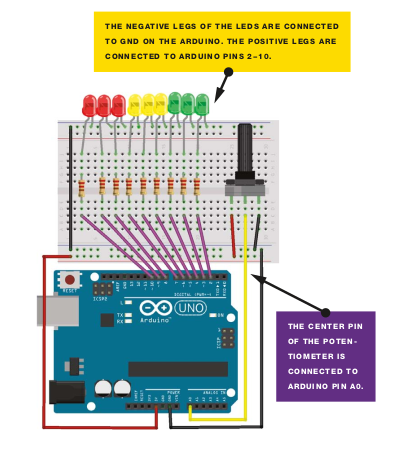 THE NEGATIVE LEGS OF THE LEDS ARE CONNECTED
TO GND ON THE ARDUINO. THE POSITIVE LEGS ARE
CONNECTED TO ARDUINO PINS 2–10.
RESET
ICSP2
L
TX
RX
Arduino
UNO
ON
ICSP
DIGITAL (PWM~)
POWER
ANALOG IN
THE CENTER PIN
OF THE POTEN-
TIOMETER IS
CONNECTED TO
ARDUINO PIN A0.